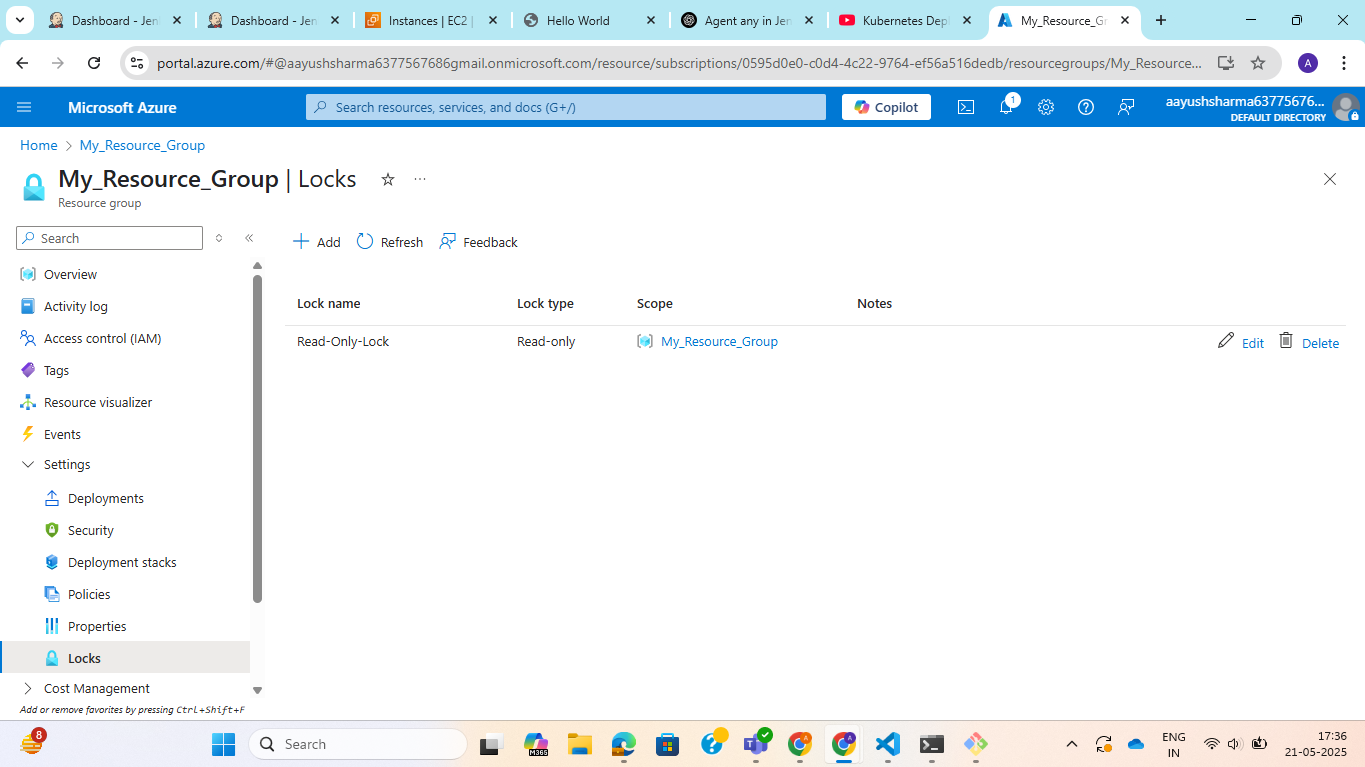 Dashboard - Jen
Dashboard - Jen
Instances | EC2 |
Hello World
Agent any in Jen
Kubernetes Depl
My_Resource_Gr
portal.azure.com/#@aayushsharma6377567686gmail.onmicrosoft.com/resource/subscriptions/0595d0e0-c0d4-4c22-9764-ef56a516dedb/resourcegroups/My_Resource...
A
Microsoft Azure
Search resources, services, and docs (G+/)
Copilot
1
aayushsharma63775676...
DEFAULT DIRECTORY
Home
My_Resource_Group
My_Resource_Group | Locks
Resource group
Search
Add
Refresh
Feedback
Overview
Activity log
Access control (IAM)
Tags
Resource visualizer
Events
Settings
Deployments
Security
Deployment stacks
Policies
Properties
Locks
Cost Management
Add or remove favorites by pressing Ctrl+Shift+F
Lock name Lock type Scope Notes
Read-Only-Lock Read-only My_Resource_Group Edit Delete
8
Search
M365
ENG
IN
17:36
21-05-2025